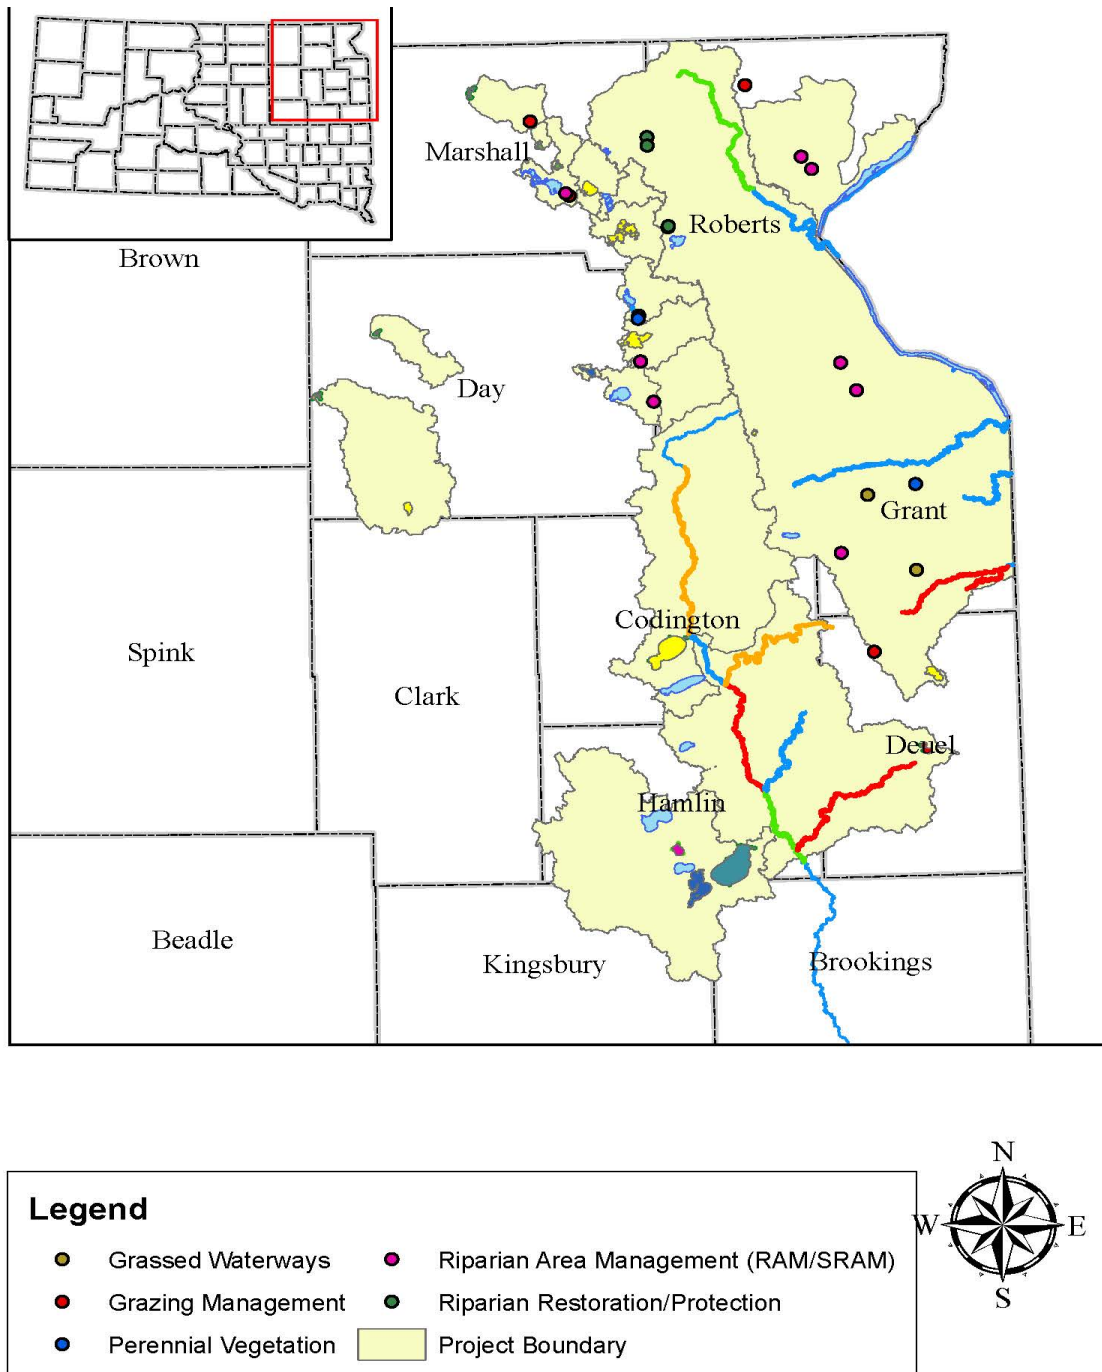 Marshall
Roberts
Brown
Day
Grant
Codington
Spink
Clark
Deuel
Hamlin
Beadle
Kingsbury
Brookings
N
W
E
S
Legend
Grassed Waterways
Riparian Area Management (RAM/SRAM)
Grazing Management
Riparian Restoration/Protection
Perennial Vegetation
Project Boundary